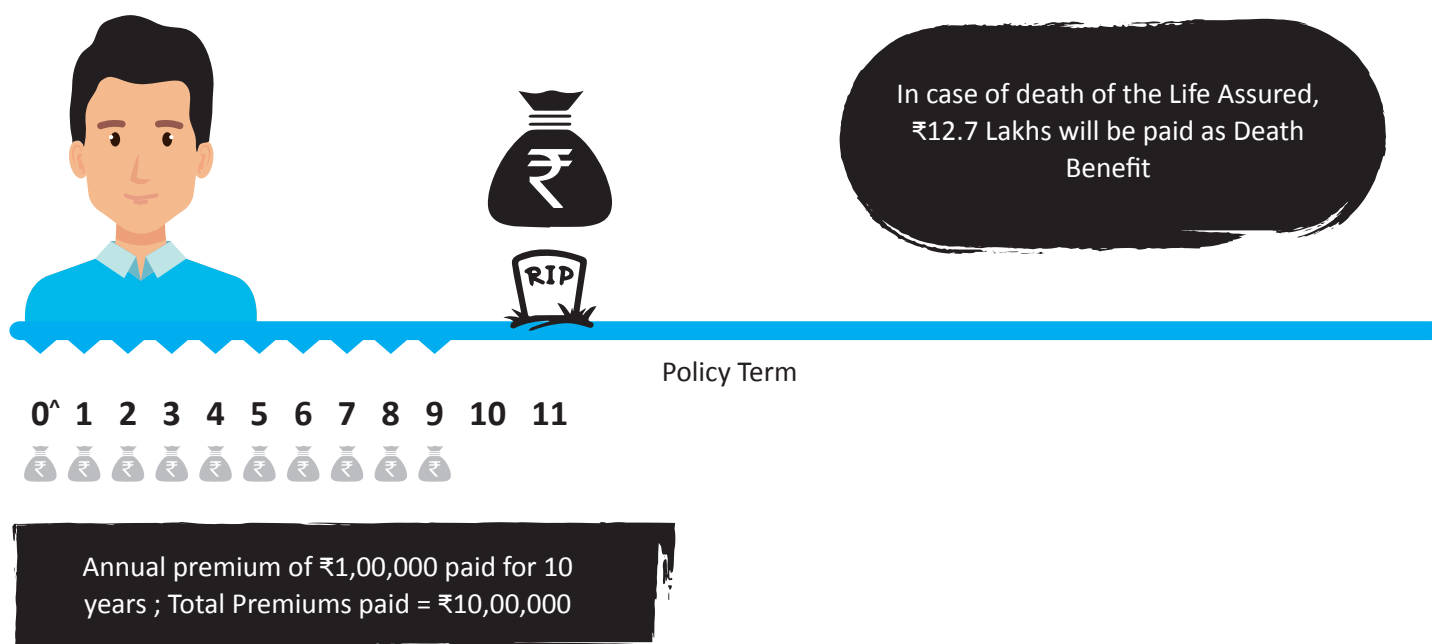 In case of death of the Life Assured,
₹12.7 Lakhs will be paid as Death
Benefit
₹
RIP
Policy Term
0^ 1 2 3 4 5 6 7 8 9 10 11
₹ ₹ ₹ ₹ ₹ ₹ ₹ ₹ ₹ ₹
Annual premium of ₹1,00,000 paid for 10
years ; Total Premiums paid = ₹10,00,000